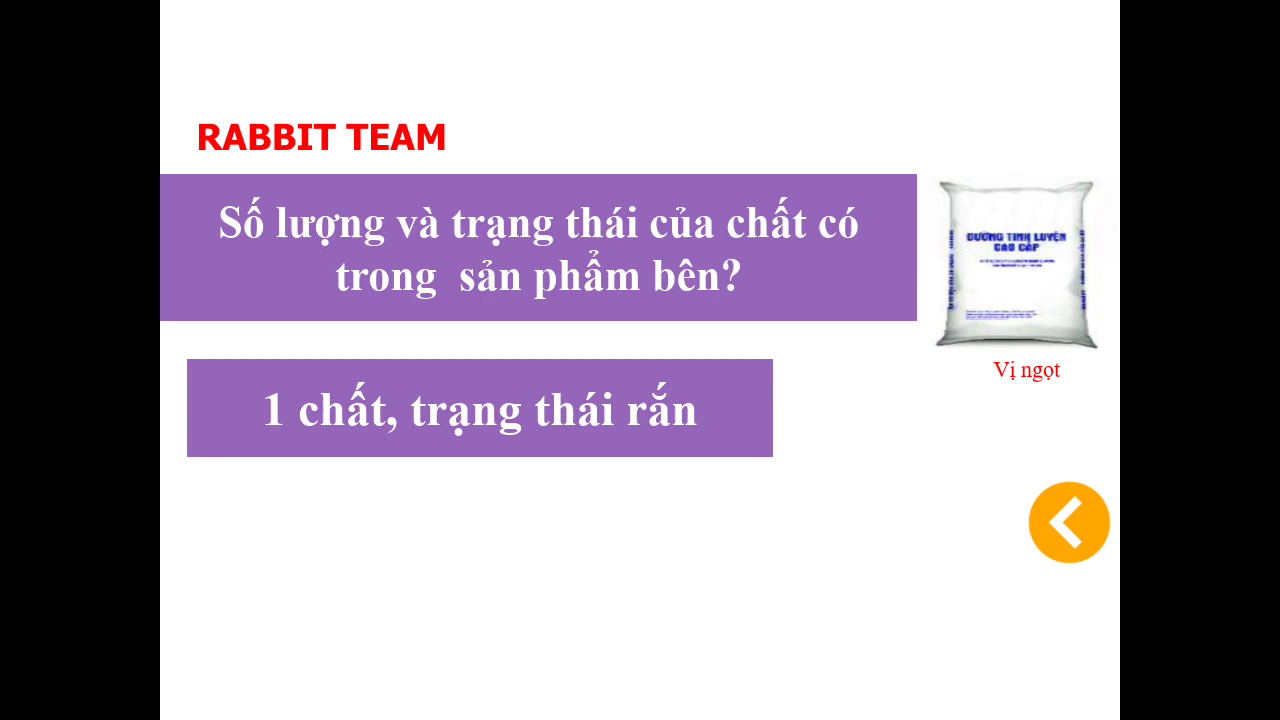 RABBIT TEAM
Số lượng và trạng thái của chất có
trong sản phẩm bên?
ĐƯỜNG TINH LUYỆN
CAO CẤP
Vị ngọt
1 chất, trạng thái rắn